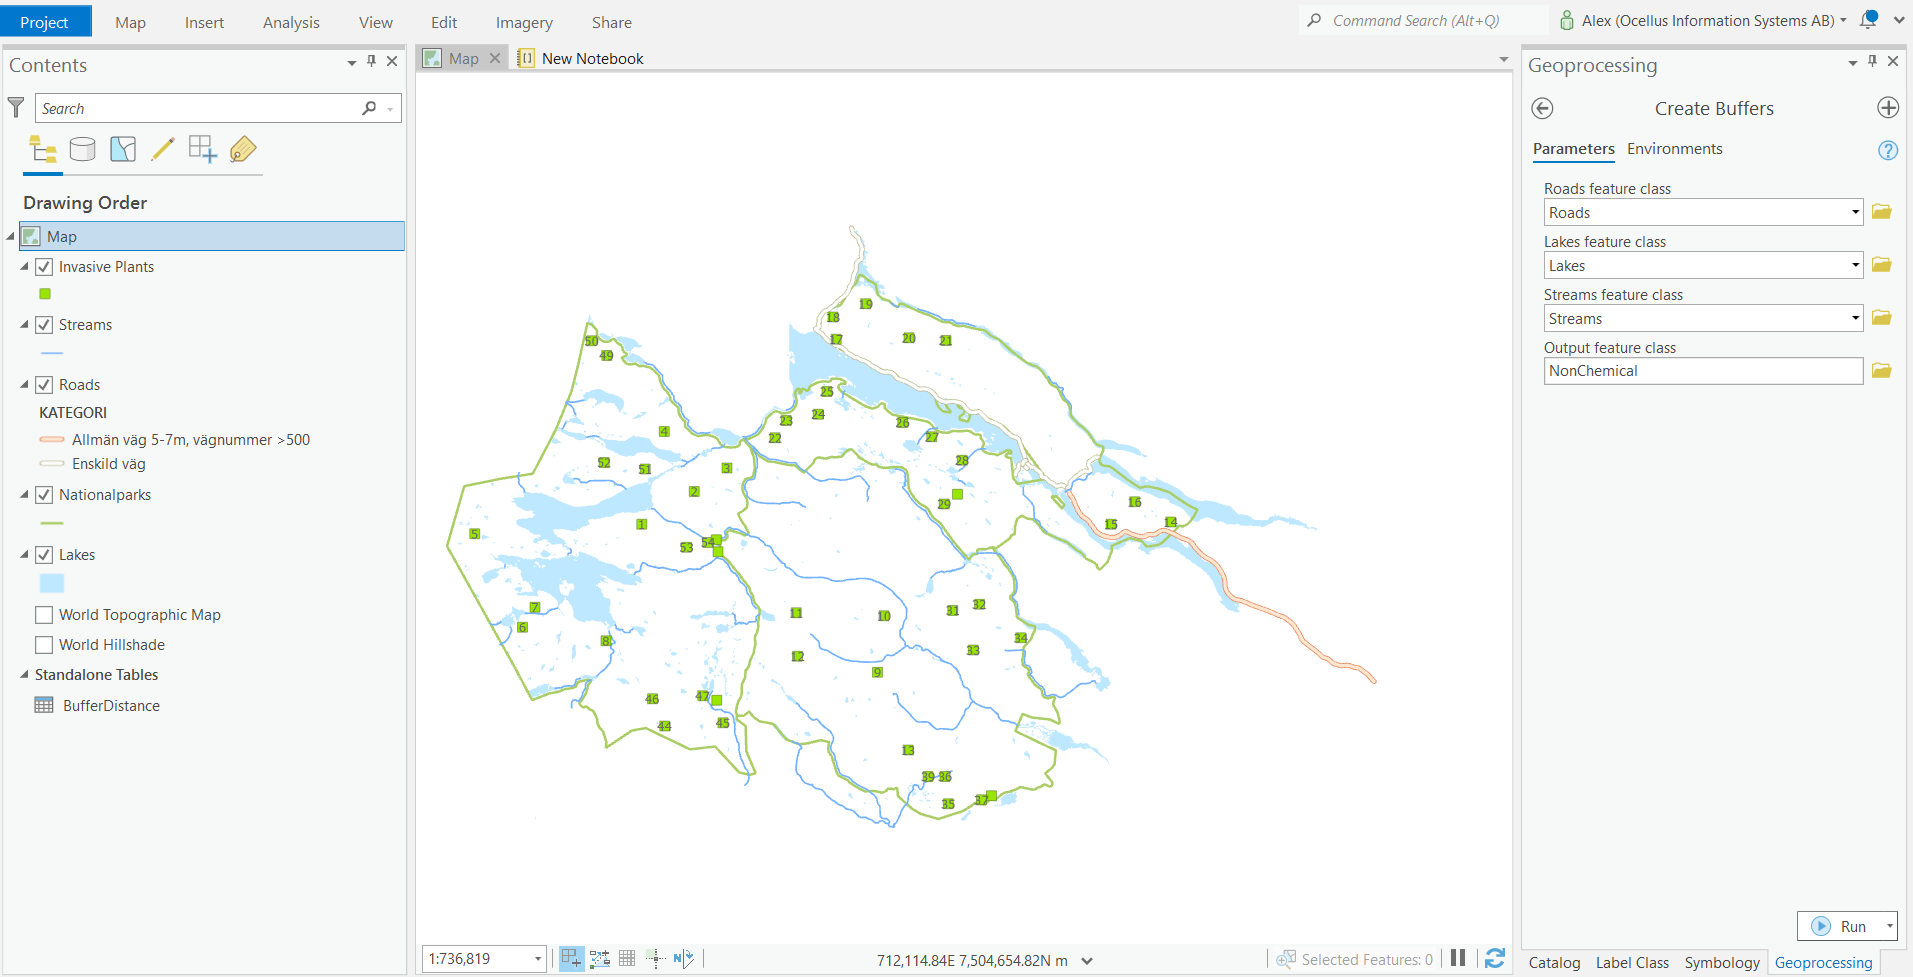 Project Map Insert Analysis View Edit Imagery Share
Command Search (Alt+Q)
Alex (Ocellus Information Systems AB)
Contents
Search
Drawing Order
Map
Invasive Plants
Streams
Roads
KATEGORI
Allmän väg 5-7m, vägnummer >500
Enskild väg
Nationalparks
Lakes
World Topographic Map
World Hillshade
Standalone Tables
BufferDistance
Map
New Notebook
19
18
17 20 21
50
49
25
24
23
26
4
22 27
52 51 3 28
2
29 16
1 15 14
5
53 54
7 31 32
11 10
6
8 34
33
12
9
46 47
44 45
13
39 36
35 37
1:736,819
712,114.84E 7,504,654.82N m
Selected Features: 0
Geoprocessing
Create Buffers
Parameters Environments
?
Roads feature class
Roads
Lakes feature class
Lakes
Streams feature class
Streams
Output feature class
NonChemical
Run
Catalog Label Class Symbology Geoprocessing